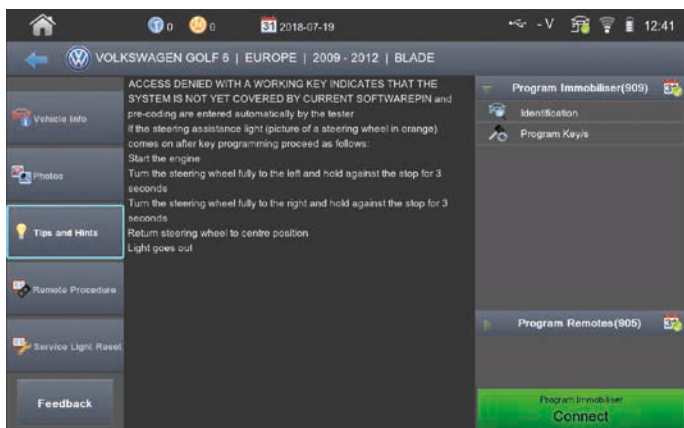 0 0 31 2018-07-19 - V 12:41
VOLKSWAGEN GOLF 6 | EUROPE | 2009 - 2012 | BLADE
Vehicle Info
Photos
Tips and Hints
Remote Procedure
Service Light Reset
Feedback
ACCESS DENIED WITH A WORKING KEY INDICATES THAT THE
SYSTEM IS NOT YET COVERED BY CURRENT SOFTWAREPIN and
pre-coding are entered automatically by the tester
If the steering assistance light (picture of a steering wheel in orange)
comes on after key programming proceed as follows:
Start the engine
Turn the steering wheel fully to the left and hold against the stop for 3
seconds
Turn the steering wheel fully to the right and hold against the stop for 3
seconds
Return steering wheel to centre position
Light goes out
Program Immobiliser(909)
Identification
Program Key/s
Program Remotes(905)
Program Immobiliser
Connect